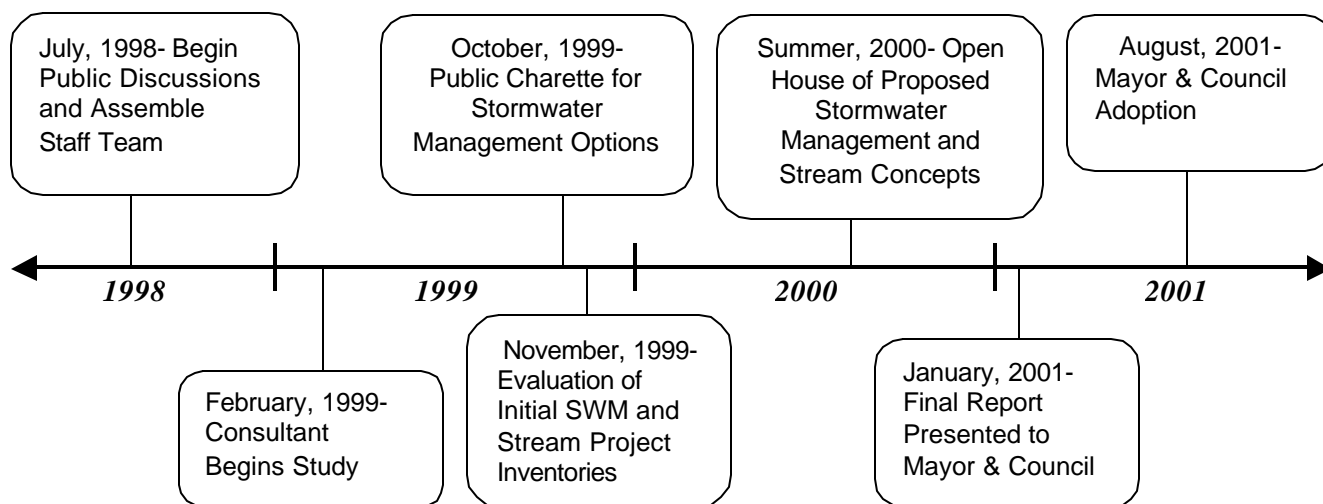 July, 1998- Begin
Public Discussions
and Assemble
Staff Team
October, 1999-
Public Charette for
Stormwater
Management Options
Summer, 2000- Open
House of Proposed
Stormwater
Management and
Stream Concepts
August, 2001-
Mayor & Council
Adoption
1998
1999
2000
2001
February, 1999-
Consultant
Begins Study
November, 1999-
Evaluation of
Initial SWM and
Stream Project
Inventories
January, 2001-
Final Report
Presented to
Mayor & Council